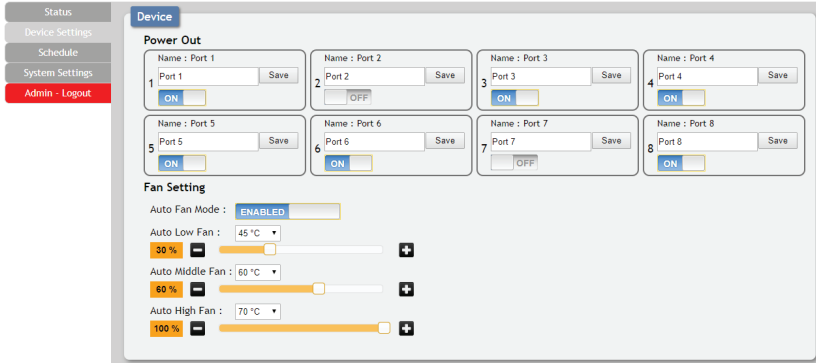 Status
Device Settings
Schedule
System Settings
Admin - Logout
Device
Power Out
Name : Port 1
1 Port 1 Save
ON
Name : Port 2
2 Port 2 Save
OFF
Name : Port 3
3 Port 3 Save
ON
Name : Port 4
4 Port 4 Save
ON
Name : Port 5
5 Port 5 Save
ON
Name : Port 6
6 Port 6 Save
ON
Name : Port 7
7 Port 7 Save
OFF
Name : Port 8
8 Port 8 Save
ON
Fan Setting
Auto Fan Mode : ENABLED
Auto Low Fan : 45 °C
30 %
Auto Middle Fan : 60 °C
60 %
Auto High Fan : 70 °C
100 %